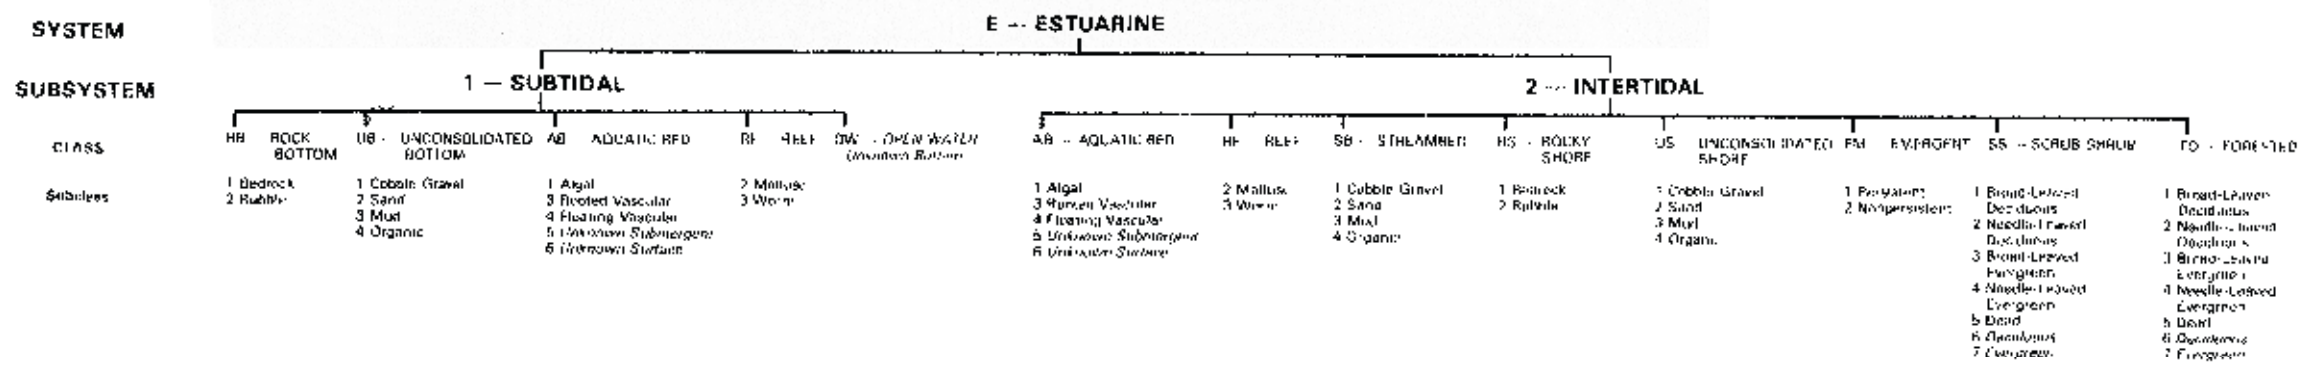 SYSTEM
E -- ESTUARINE
SUBSYSTEM
1 — SUBTIDAL
2 -- INTERTIDAL
CLASS
RB ROCK BOTTOM
UB - UNCONSOLIDATED BOTTOM
AB AQUATIC BED
RF REEF
OW - OPEN WATER
(Unknown Bottom)
AB - AQUATIC BED
RF REEF
SB - STREAMBED
RS - ROCKY SHORE
US UNCONSOLIDATED SHORE
EM EMERGENT
SS - SCRUB SHRUB
FO - FORESTED
Subclass
1 Bedrock
2 Rubble
1 Cobble Gravel
2 Sand
3 Mud
4 Organic
1 Algal
3 Rooted Vascular
4 Floating Vascular
5 Unknown Submergent
6 Unknown Surface
2 Mollusc
3 Worm
1 Algal
3 Rooted Vascular
4 Floating Vascular
5 Unknown Submergent
6 Unknown Surface
2 Mollusc
3 Worm
1 Cobble Gravel
2 Sand
3 Mud
4 Organic
1 Bedrock
2 Rubble
1 Cobble Gravel
2 Sand
3 Mud
4 Organic
1 Persistent
2 Nonpersistent
1 Broad-Leaved
Deciduous
2 Needle-Leaved
Deciduous
3 Broad-Leaved
Evergreen
4 Needle-Leaved
Evergreen
5 Dead
6 Deciduous
7 Evergreen
1 Broad-Leaved
Deciduous
2 Needle-Leaved
Deciduous
3 Broad-Leaved
Evergreen
4 Needle-Leaved
Evergreen
5 Dead
6 Deciduous
7 Evergreen